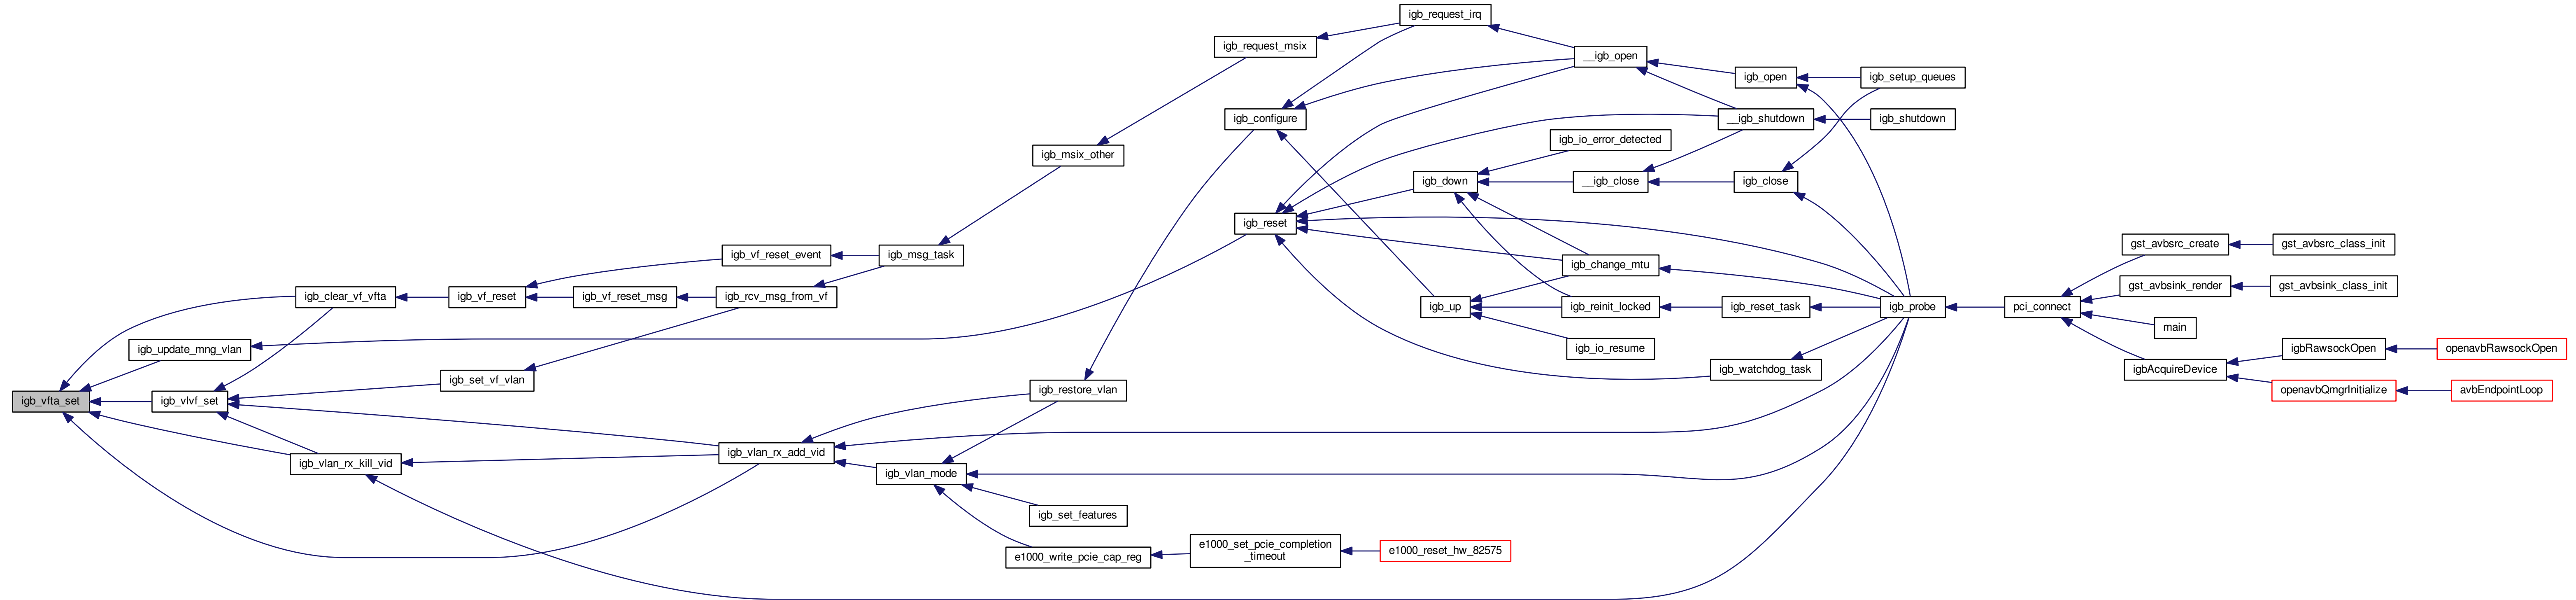 igb_request_irq
igb_request_msix
__igb_open
igb_open
igb_setup_queues
igb_configure
__igb_shutdown
igb_shutdown
igb_io_error_detected
igb_msix_other
igb_down
__igb_close
igb_close
igb_reset
gst_avbsrc_create
gst_avbsrc_class_init
igb_vf_reset_event
igb_msg_task
igb_change_mtu
gst_avbsink_render
gst_avbsink_class_init
igb_clear_vf_vfta
igb_vf_reset
igb_vf_reset_msg
igb_rcv_msg_from_vf
igb_up
igb_reinit_locked
igb_reset_task
igb_probe
pci_connect
main
igb_update_mng_vlan
igb_io_resume
igbRawsockOpen
openavbRawsockOpen
igb_watchdog_task
igbAcquireDevice
igb_set_vf_vlan
igb_restore_vlan
openavbQmgrInitialize
avbEndpointLoop
igb_vfta_set
igb_vlvf_set
igb_vlan_rx_add_vid
igb_vlan_rx_kill_vid
igb_vlan_mode
igb_set_features
e1000_write_pcie_cap_reg
e1000_set_pcie_completion
_timeout
e1000_reset_hw_82575